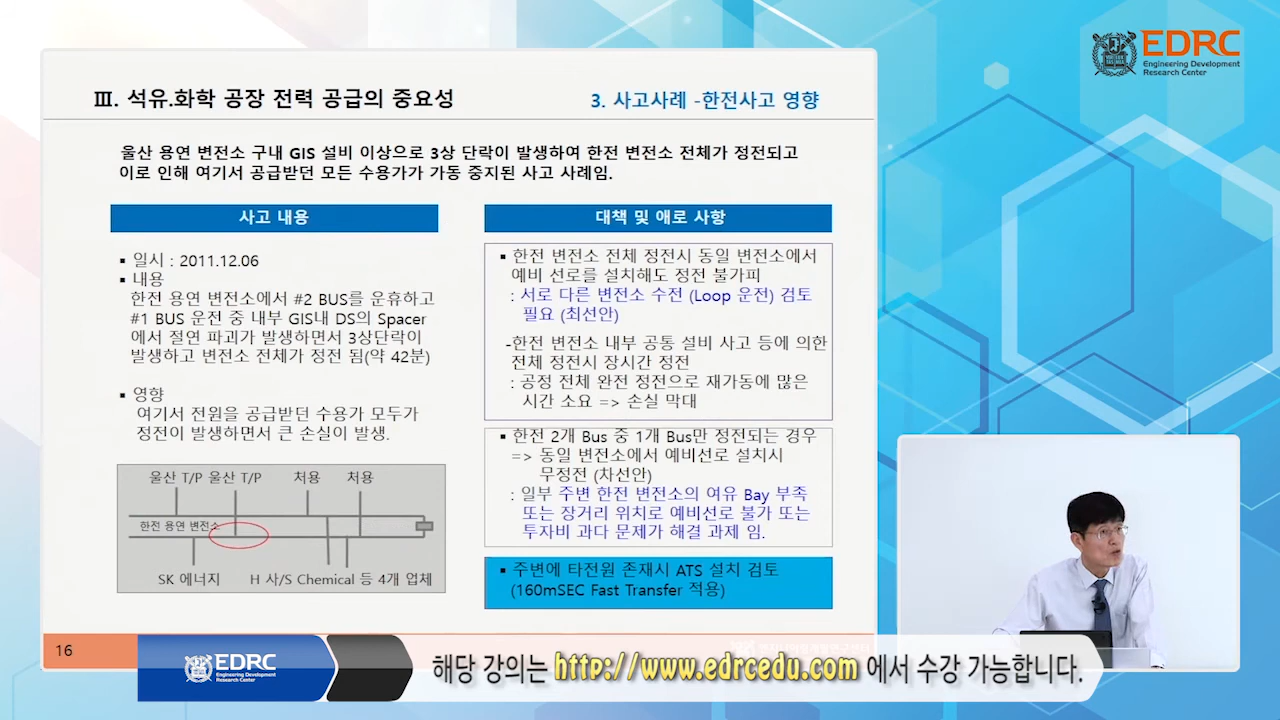 EDRC
Engineering Development
Research Center
Ⅲ. 석유.화학 공장 전력 공급의 중요성
3. 사고사례 -한전사고 영향
울산 용연 변전소 구내 GIS 설비 이상으로 3상 단락이 발생하여 한전 변전소 전체가 정전되고
이로 인해 여기서 공급받던 모든 수용가가 가동 중지된 사고 사례임.
사고 내용
▪ 일시 : 2011.12.06
▪ 내용
한전 용연 변전소에서 #2 BUS를 운휴하고
#1 BUS 운전 중 내부 GIS내 DS의 Spacer
에서 절연 파괴가 발생하면서 3상단락이
발생하고 변전소 전체가 정전 됨(약 42분)
▪ 영향
여기서 전원을 공급받던 수용가 모두가
정전이 발생하면서 큰 손실이 발생.
울산 T/P 울산 T/P 처용 처용
한전 용연 변전소
SK 에너지 H 사/S Chemical 등 4개 업체
대책 및 애로 사항
▪ 한전 변전소 전체 정전시 동일 변전소에서
예비 선로를 설치해도 정전 불가피
: 서로 다른 변전소 수전 (Loop 운전) 검토
필요 (최선안)
-한전 변전소 내부 공통 설비 사고 등에 의한
전체 정전시 장시간 정전
: 공정 전체 완전 정전으로 재가동에 많은
시간 소요 => 손실 막대
▪ 한전 2개 Bus 중 1개 Bus만 정전되는 경우
=> 동일 변전소에서 예비선로 설치시
무정전 (차선안)
: 일부 주변 한전 변전소의 여유 Bay 부족
또는 장거리 위치로 예비선로 불가 또는
투자비 과다 문제가 해결 과제 임.
▪ 주변에 타전원 존재시 ATS 설치 검토
(160mSEC Fast Transfer 적용)
16
EDRC
Engineering Development
Research Center
해당 강의는 http://www.edrcedu.com 에서 수강 가능합니다.